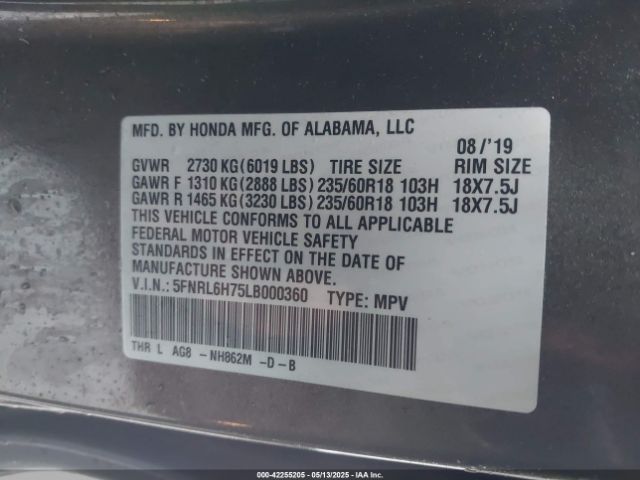 MFD. BY HONDA MFG. OF ALABAMA, LLC 08/'19
GVWR 2730 KG(6019 LBS) TIRE SIZE RIM SIZE
GAWR F 1310 KG(2888 LBS) 235/60R18 103H 18X7.5J
GAWR R 1465 KG(3230 LBS) 235/60R18 103H 18X7.5J
THIS VEHICLE CONFORMS TO ALL APPLICABLE
FEDERAL MOTOR VEHICLE SAFETY
STANDARDS IN EFFECT ON THE DATE OF
MANUFACTURE SHOWN ABOVE.
V.I.N.: 5FNRL6H75LB000360 TYPE: MPV
THR L AG8 -NH862M -D-B
000-42255205 - 05/13/2025 - IAAI.COM